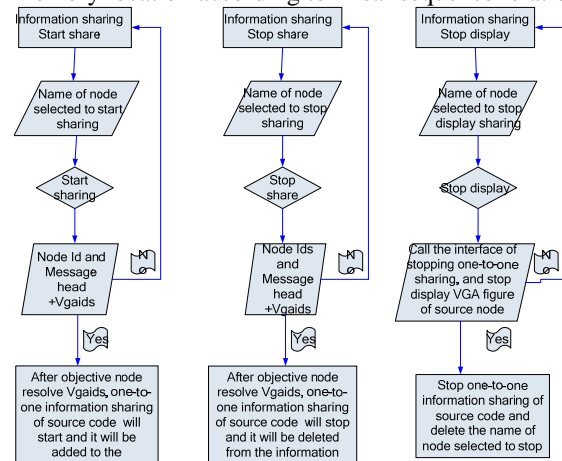 Information sharing
Start share
Name of node
selected to start
sharing
Start
sharing
Node Id and
Message
head
+Vgaids
No
Yes
After objective node
resolve Vgaids, one-to-
one information sharing
of source code will
start and it will be
added to the
Information sharing
Stop share
Name of node
selected to stop
sharing
Stop
share
Node Ids
and
Message
head
+Vgaids
No
Yes
After objective node
resolve Vgaids, one-to-
one information sharing
of source code will stop
and it will be deleted
from the information
Information sharing
Stop display
Name of node
selected to stop
display sharing
Stop display
Call the interface of
stopping one-to-one
sharing, and stop
display VGA figure
of source node
No
Yes
Stop one-to-one
information sharing of
source code and
delete the name of
node selected to stop